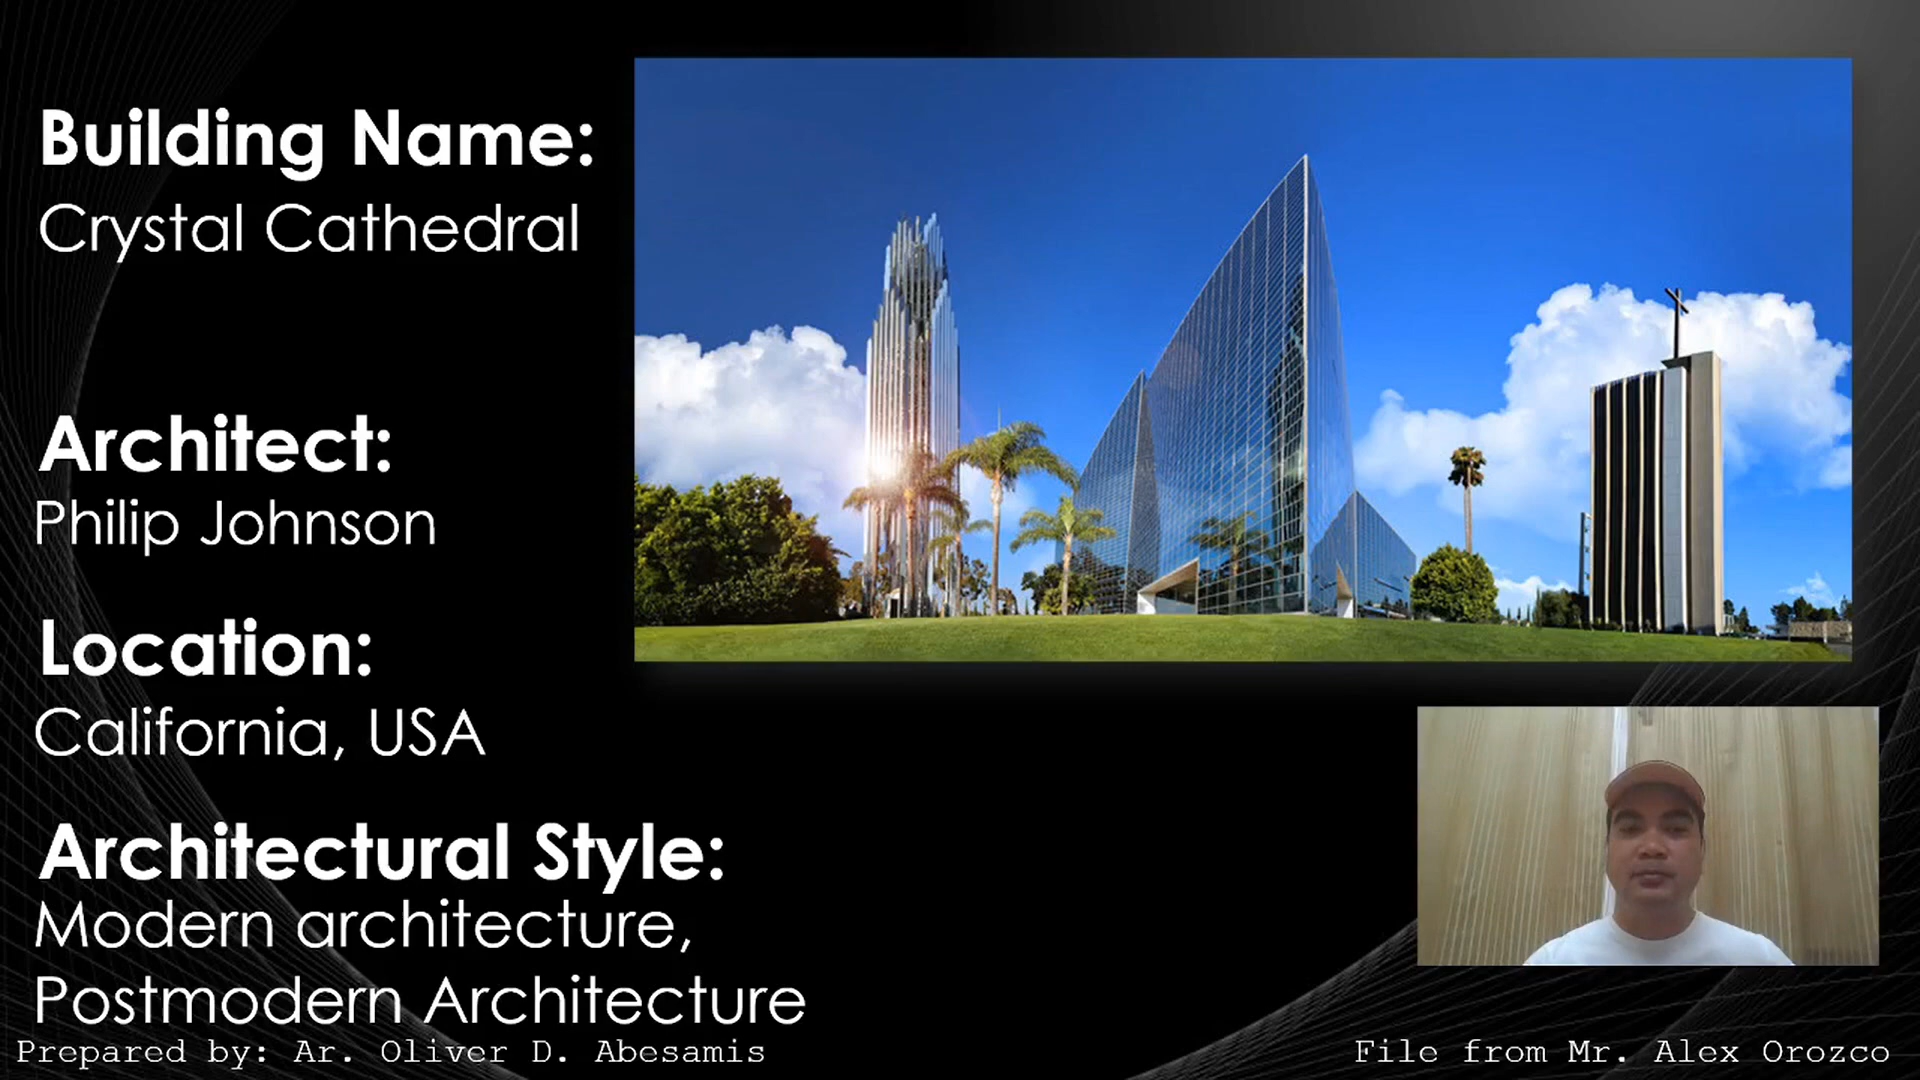 Building Name:
Crystal Cathedral
Architect:
Philip Johnson
Location:
California, USA
Architectural Style:
Modern architecture,
Postmodern Architecture
Prepared by: Ar. Oliver D. Abesamis
File from Mr. Alex Orozco